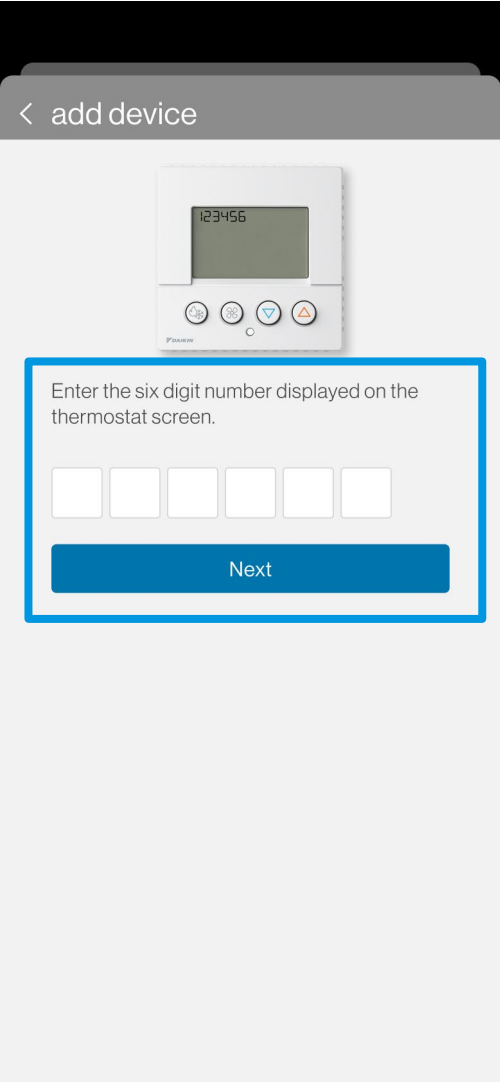 add device
123456
DAIKIN
Enter the six digit number displayed on the
thermostat screen.
Next